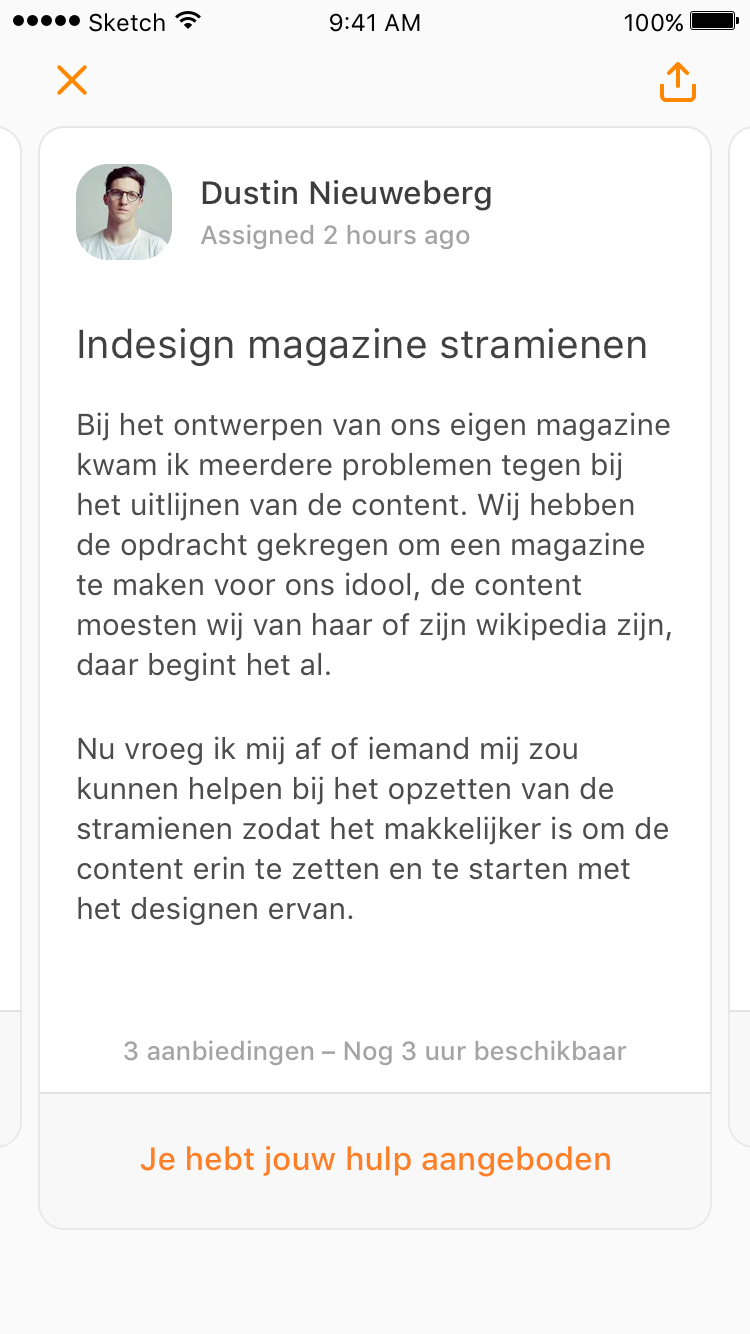 Sketch 9:41 AM 100%
Dustin Nieuweberg
Assigned 2 hours ago
Indesign magazine stramienen
Bij het ontwerpen van ons eigen magazine
kwam ik meerdere problemen tegen bij
het uitlijnen van de content. Wij hebben
de opdracht gekregen om een magazine
te maken voor ons idool, de content
moesten wij van haar of zijn wikipedia zijn,
daar begint het al.
Nu vroeg ik mij af of iemand mij zou
kunnen helpen bij het opzetten van de
stramienen zodat het makkelijker is om de
content erin te zetten en te starten met
het designen ervan.
3 aanbiedingen – Nog 3 uur beschikbaar
Je hebt jouw hulp aangeboden